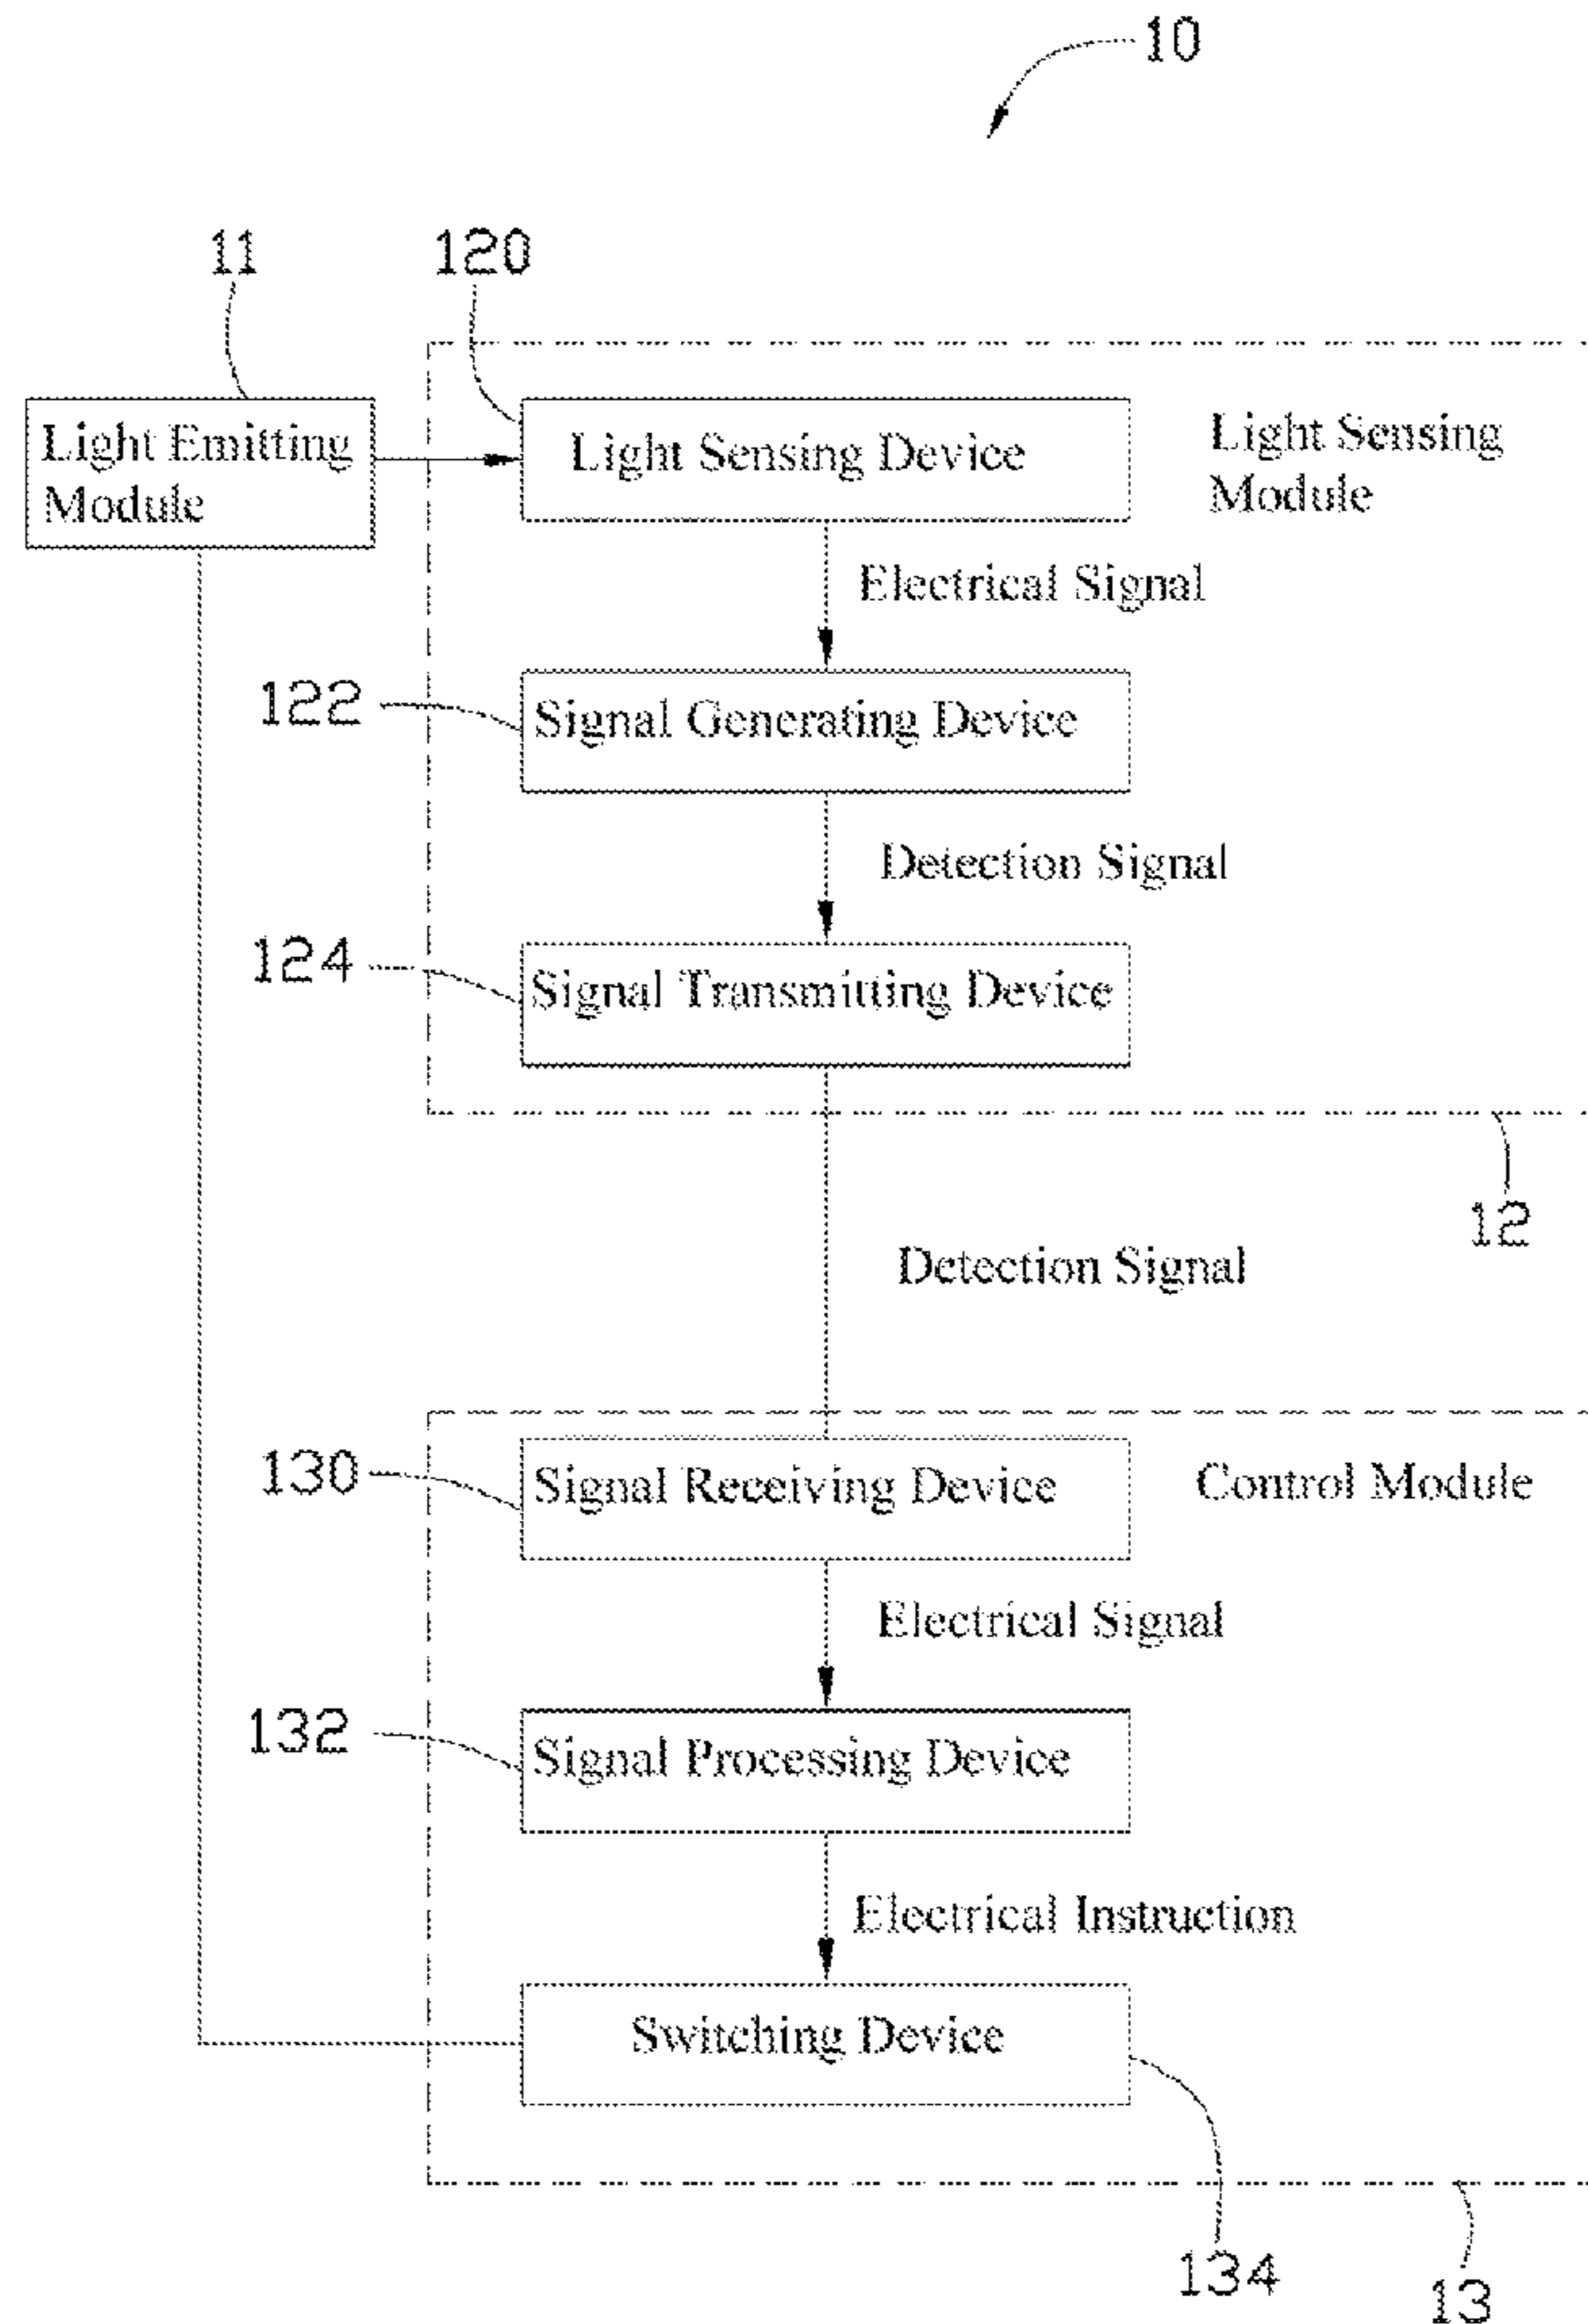 10
11
120
Light Emitting
Module
Light Sensing Device
Light Sensing
Module
Electrical Signal
122
Signal Generating Device
Detection Signal
124
Signal Transmitting Device
12
Detection Signal
130
Signal Receiving Device
Control Module
Electrical Signal
132
Signal Processing Device
Electrical Instruction
Switching Device
134
13